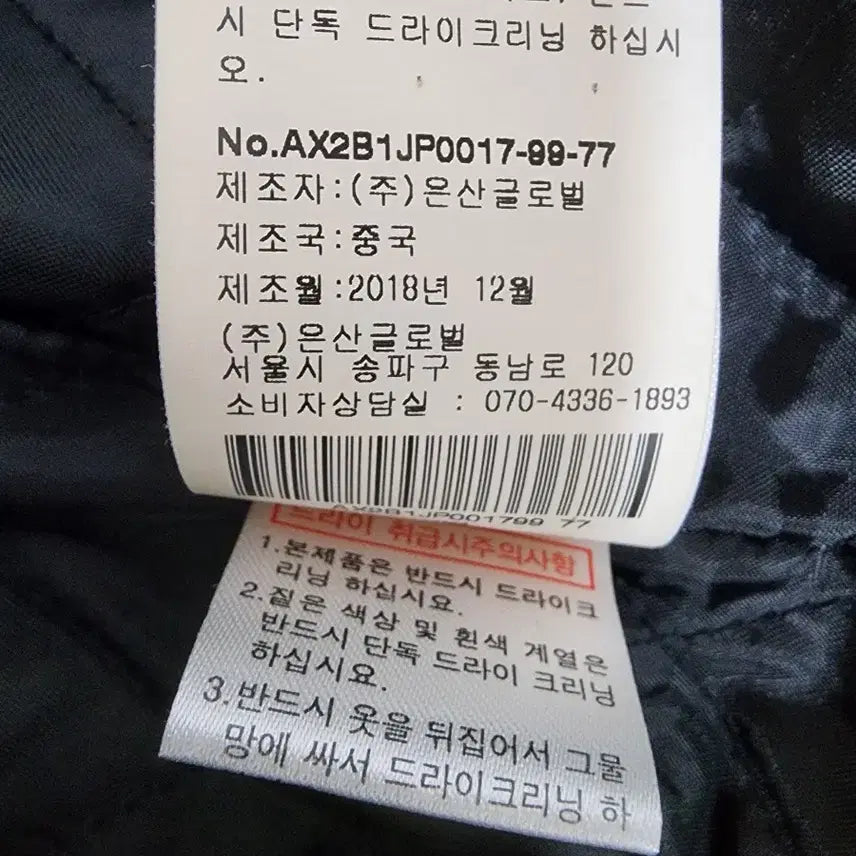 시 단독 드라이크리닝 하십시
오.
No.AX2B1JP0017-99-77
제조자:(주)은산글로벌
제조국:중국
제조월:2018년 12월
(주)은산글로벌
서울시 송파구 동남로 120
소비자상담실 : 070-4336-1893
AX2B1JP001799 77
드라이 취급시주의사항
1.본제품은 반드시 드라이크
리닝 하십시요.
2.짙은 색상 및 흰색 계열은
반드시 단독 드라이 크리닝
하십시요.
3.반드시 옷을 뒤집어서 그물
망에 싸서 드라이크리닝 하